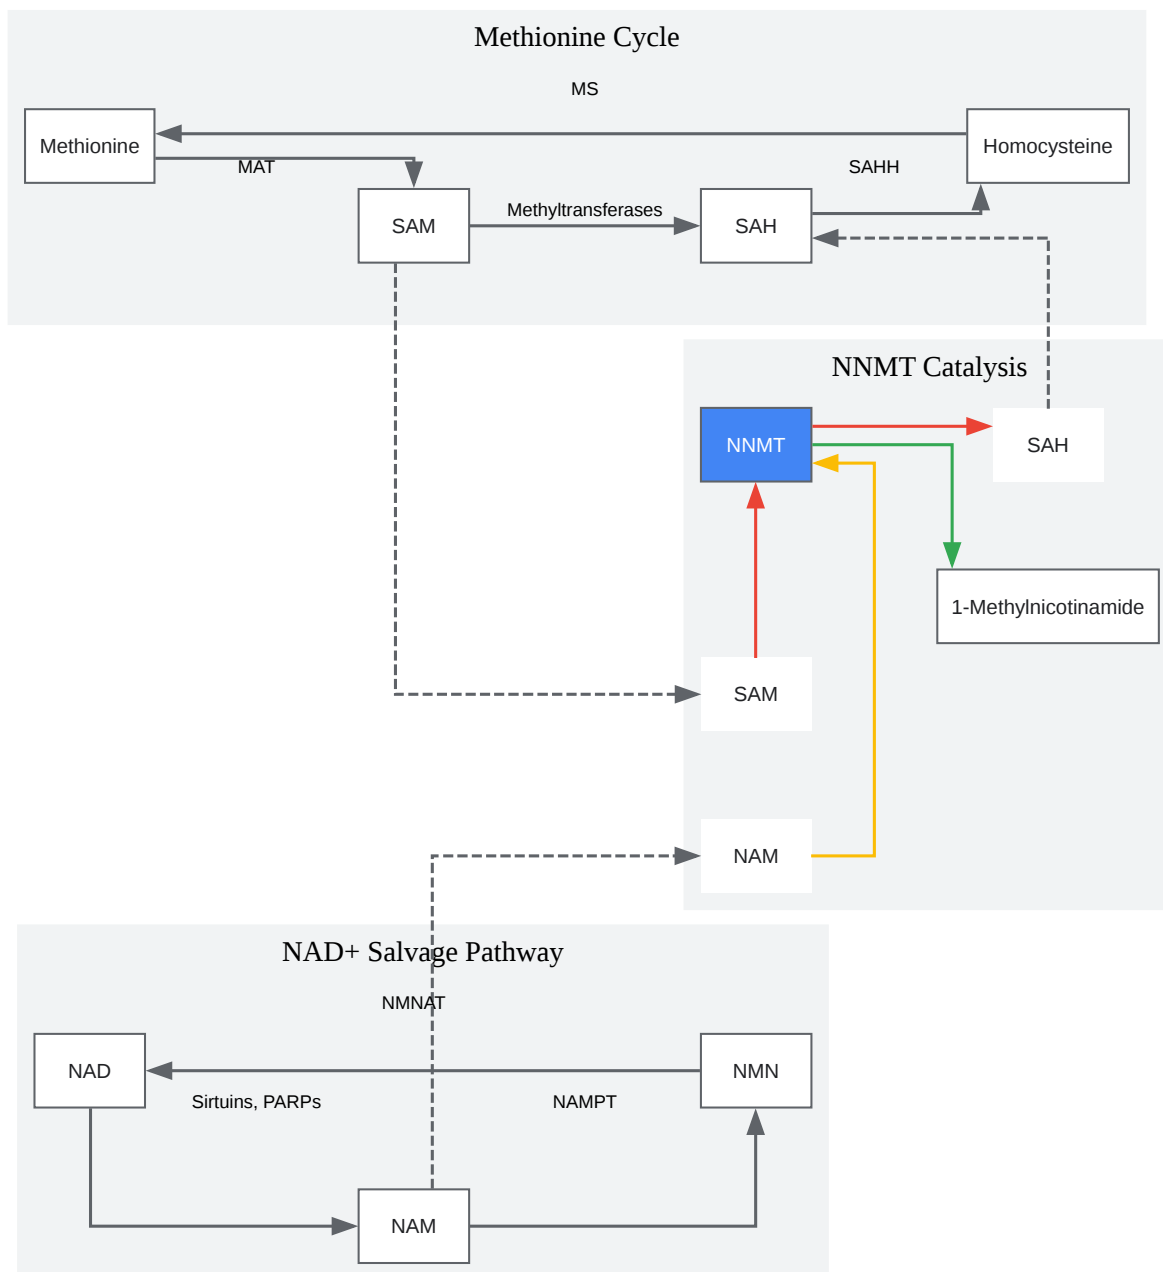 Methionine Cycle
MS
Methionine
Homocysteine
MAT
SAHH
SAM
Methyltransferases
SAH
NNMT Catalysis
NNMT
SAH
1-Methylnicotinamide
SAM
NAM
NAD+ Salvage Pathway
NMNAT
NAD
NMN
Sirtuins, PARPs
NAMPT
NAM